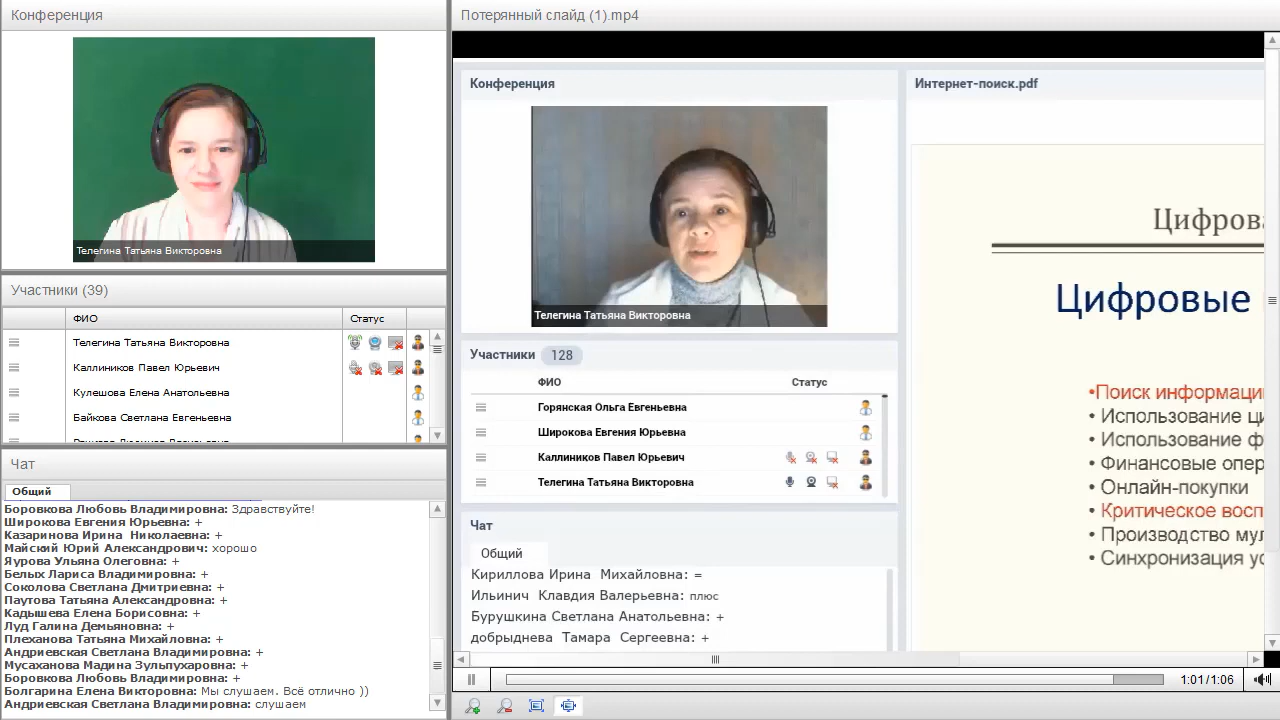 Конференция
Телегина Татьяна Викторовна
Участники (39)
ФИО Статус
Телегина Татьяна Викторовна
Каллиников Павел Юрьевич
Кулешова Елена Анатольевна
Байкова Светлана Евгеньевна
Чат
Общий
Боровкова Любовь Владимировна: Здравствуйте!
Широкова Евгения Юрьевна: +
Казаринова Ирина Николаевна: +
Майский Юрий Александрович: хорошо
Яурова Ульяна Олеговна: +
Белых Лариса Владимировна: +
Соколова Светлана Дмитриевна: +
Паутова Татьяна Александровна: +
Кадышева Елена Борисовна: +
Луд Галина Демьяновна: +
Плеханова Татьяна Михайловна: +
Андриевская Светлана Владимировна: +
Мусаханова Мадина Зульпухаровна: +
Боровкова Любовь Владимировна: +
Болгарина Елена Викторовна: Мы слушаем. Всё отлично ))
Андриевская Светлана Владимировна: слушаем
Потерянный слайд (1).mp4
Конференция
Телегина Татьяна Викторовна
Участники 128
ФИО Статус
Горянская Ольга Евгеньевна
Широкова Евгения Юрьевна
Каллиников Павел Юрьевич
Телегина Татьяна Викторовна
Чат
Общий
Кириллова Ирина Михайловна: =
Ильинич Клавдия Валерьевна: плюс
Бурушкина Светлана Анатольевна: +
добрыднева Тамара Сергеевна: +
Интернет-поиск.pdf
Цифрова
Цифровые
•Поиск информаци
• Использование ци
• Использование ф
• Финансовые опер
• Онлайн-покупки
• Критическое восп
• Производство мул
• Синхронизация ус
1:01/1:06